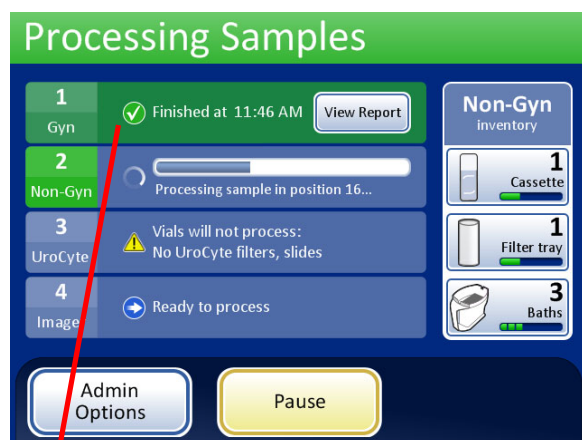 Processing Samples
1
Gyn
Finished at 11:46 AM
View Report
2
Non-Gyn
Processing sample in position 16...
3
UroCyte
Vials will not process:
No UroCyte filters, slides
4
Image
Ready to process
Non-Gyn
inventory
1
Cassette
1
Filter tray
3
Baths
Admin
Options
Pause